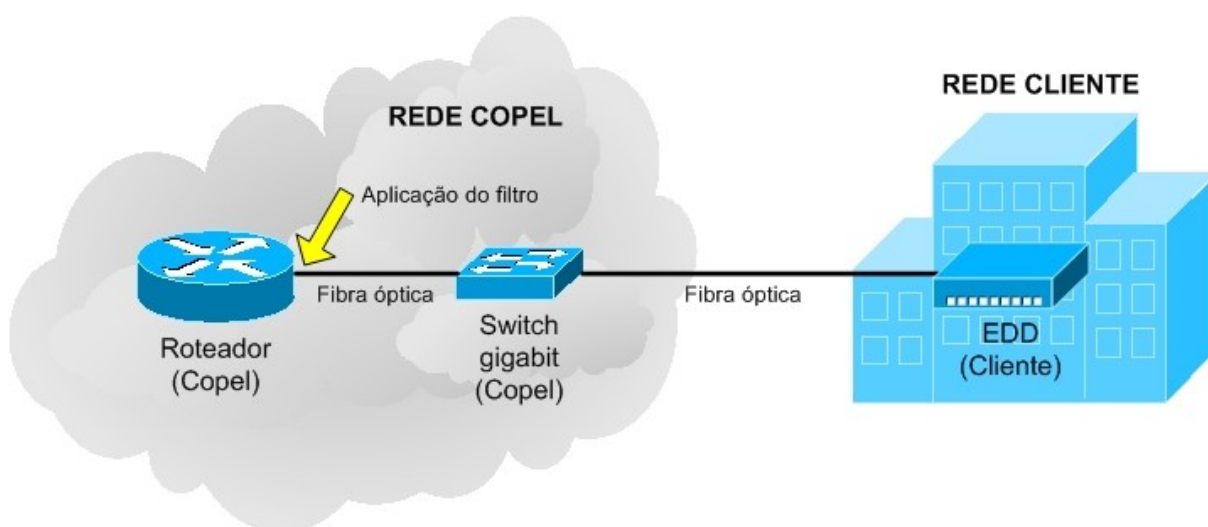 REDE CLIENTE
REDE COPEL
Aplicação do filtro
Fibra óptica
Fibra óptica
Roteador
(Copel)
Switch
gigabit
(Copel)
EDD
(Cliente)